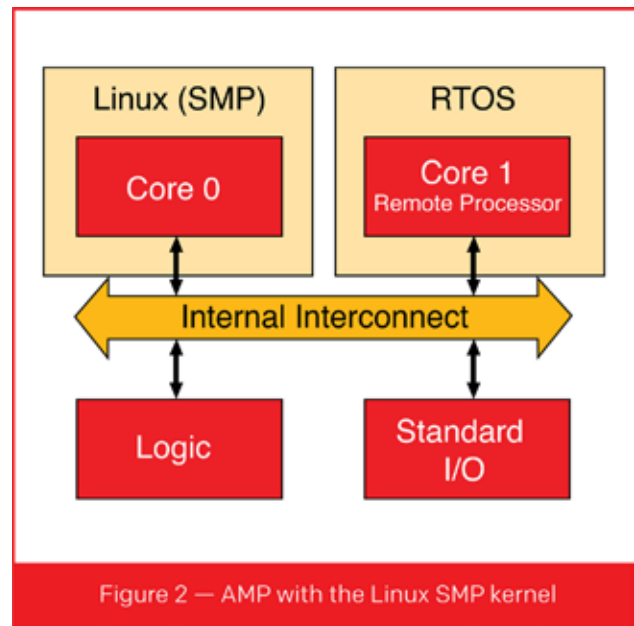 Linux (SMP)
RTOS
Core 0
Core 1
Remote Processor
Internal Interconnect
Logic
Standard
I/O
Figure 2 — AMP with the Linux SMP kernel